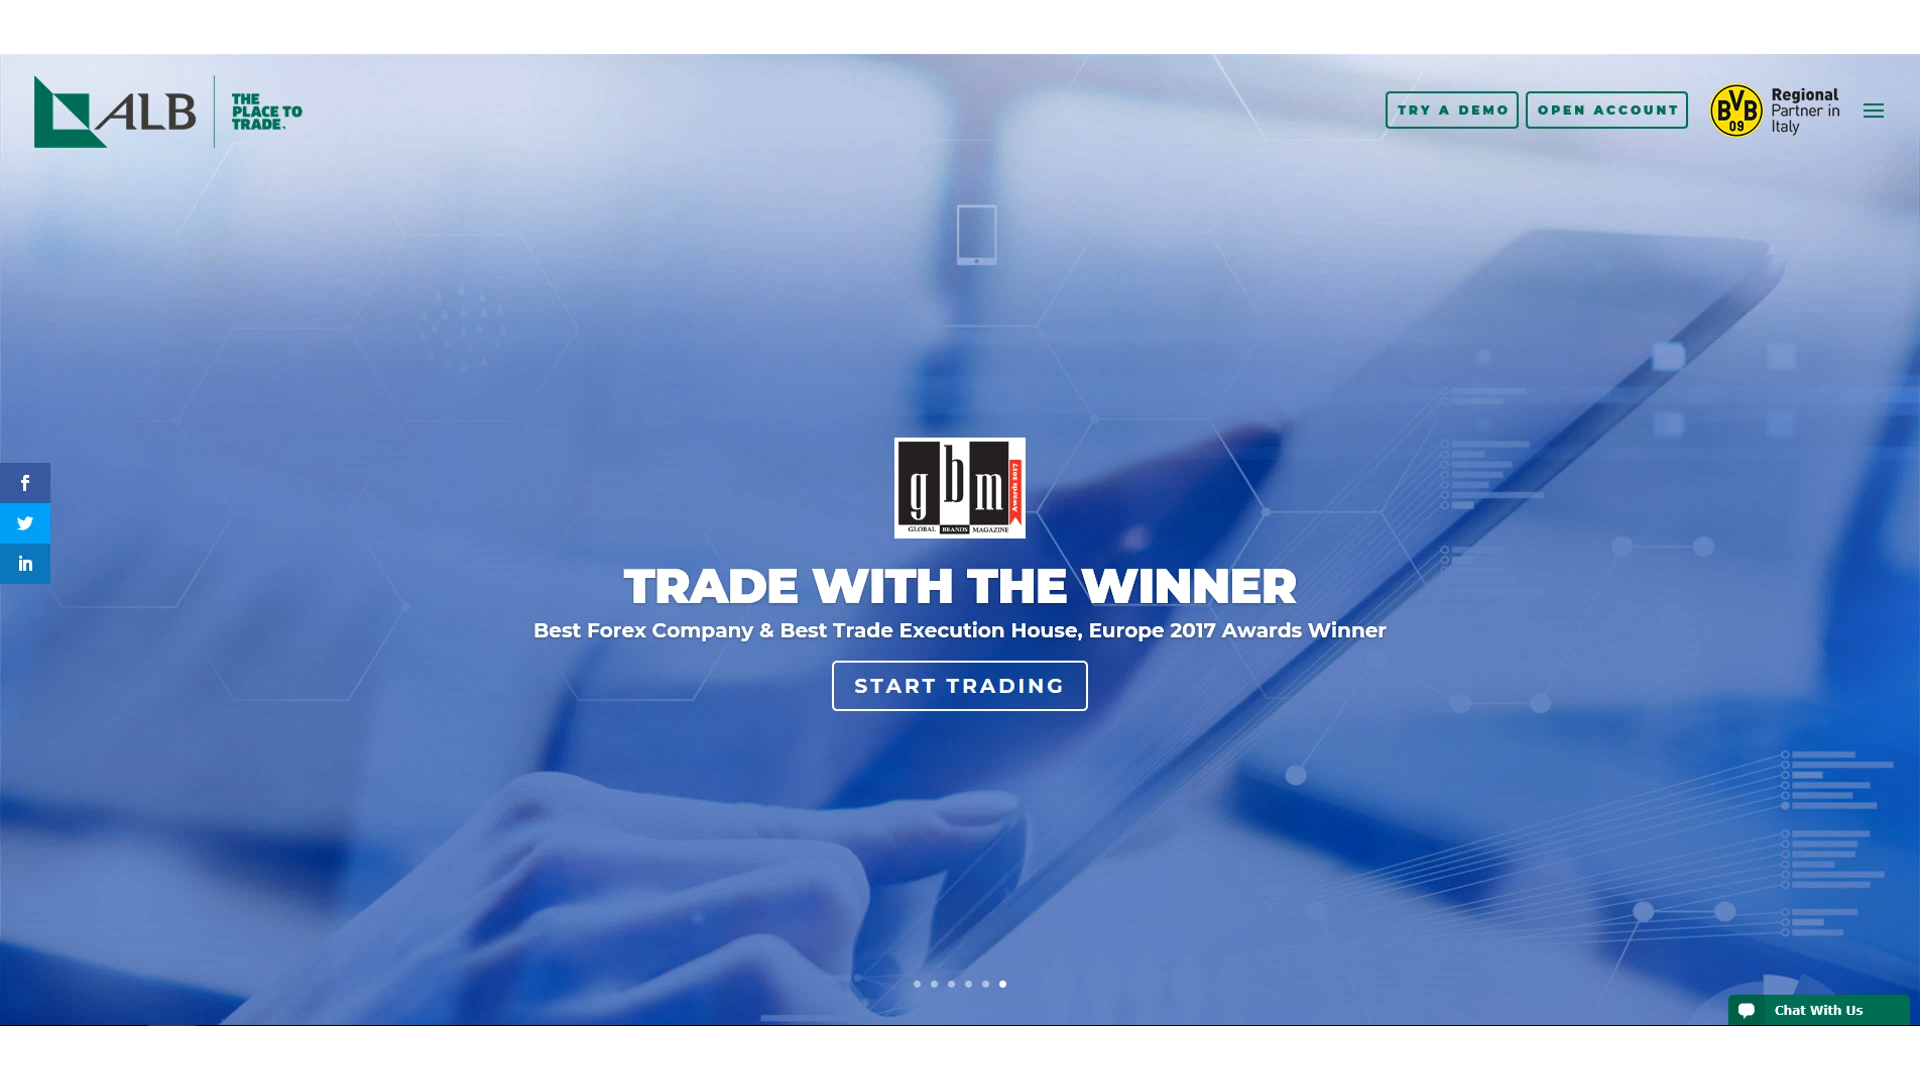 ALB
THE
PLACE TO
TRADE.
TRY A DEMO
OPEN ACCOUNT
BVB
09
Regional
Partner in
Italy
gbm
Awards 2017
GLOBAL BRANDS MAGAZINE
TRADE WITH THE WINNER
Best Forex Company & Best Trade Execution House, Europe 2017 Awards Winner
START TRADING
f
in
Chat With Us